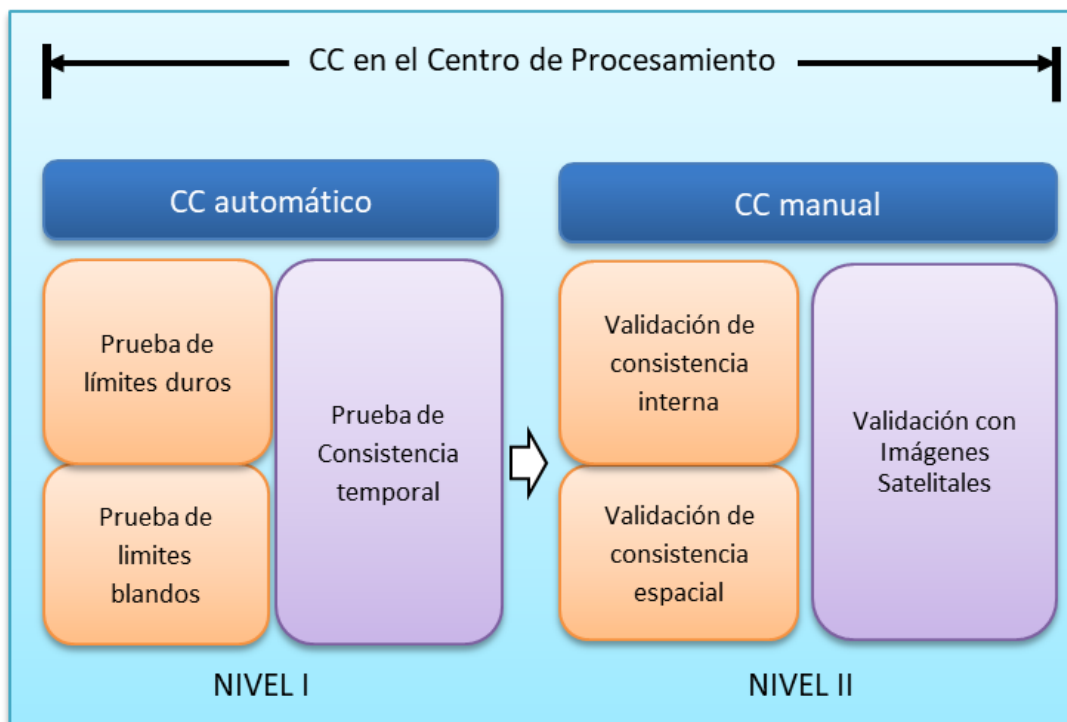 CC en el Centro de Procesamiento
CC automático
CC manual
Prueba de
límites duros
Prueba de
limites
blandos
Prueba de
Consistencia
temporal
Validación de
consistencia
interna
Validación de
consistencia
espacial
Validación con
Imágenes
Satelitales
NIVEL I
NIVEL II